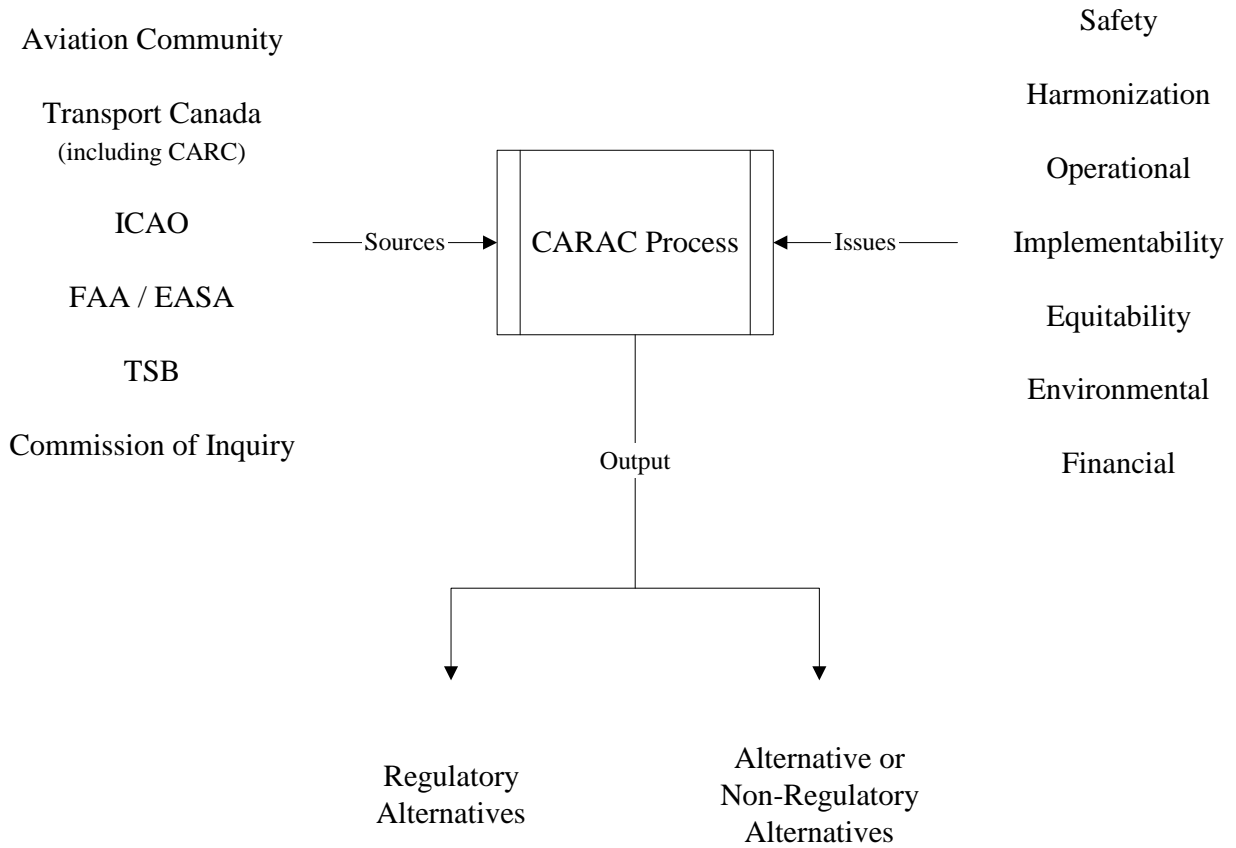 Aviation Community
Transport Canada
(including CARC)
ICAO
FAA / EASA
TSB
Commission of Inquiry
Sources
CARAC Process
Issues
Safety
Harmonization
Operational
Implementability
Equitability
Environmental
Financial
Output
Regulatory
Alternatives
Alternative or
Non-Regulatory
Alternatives